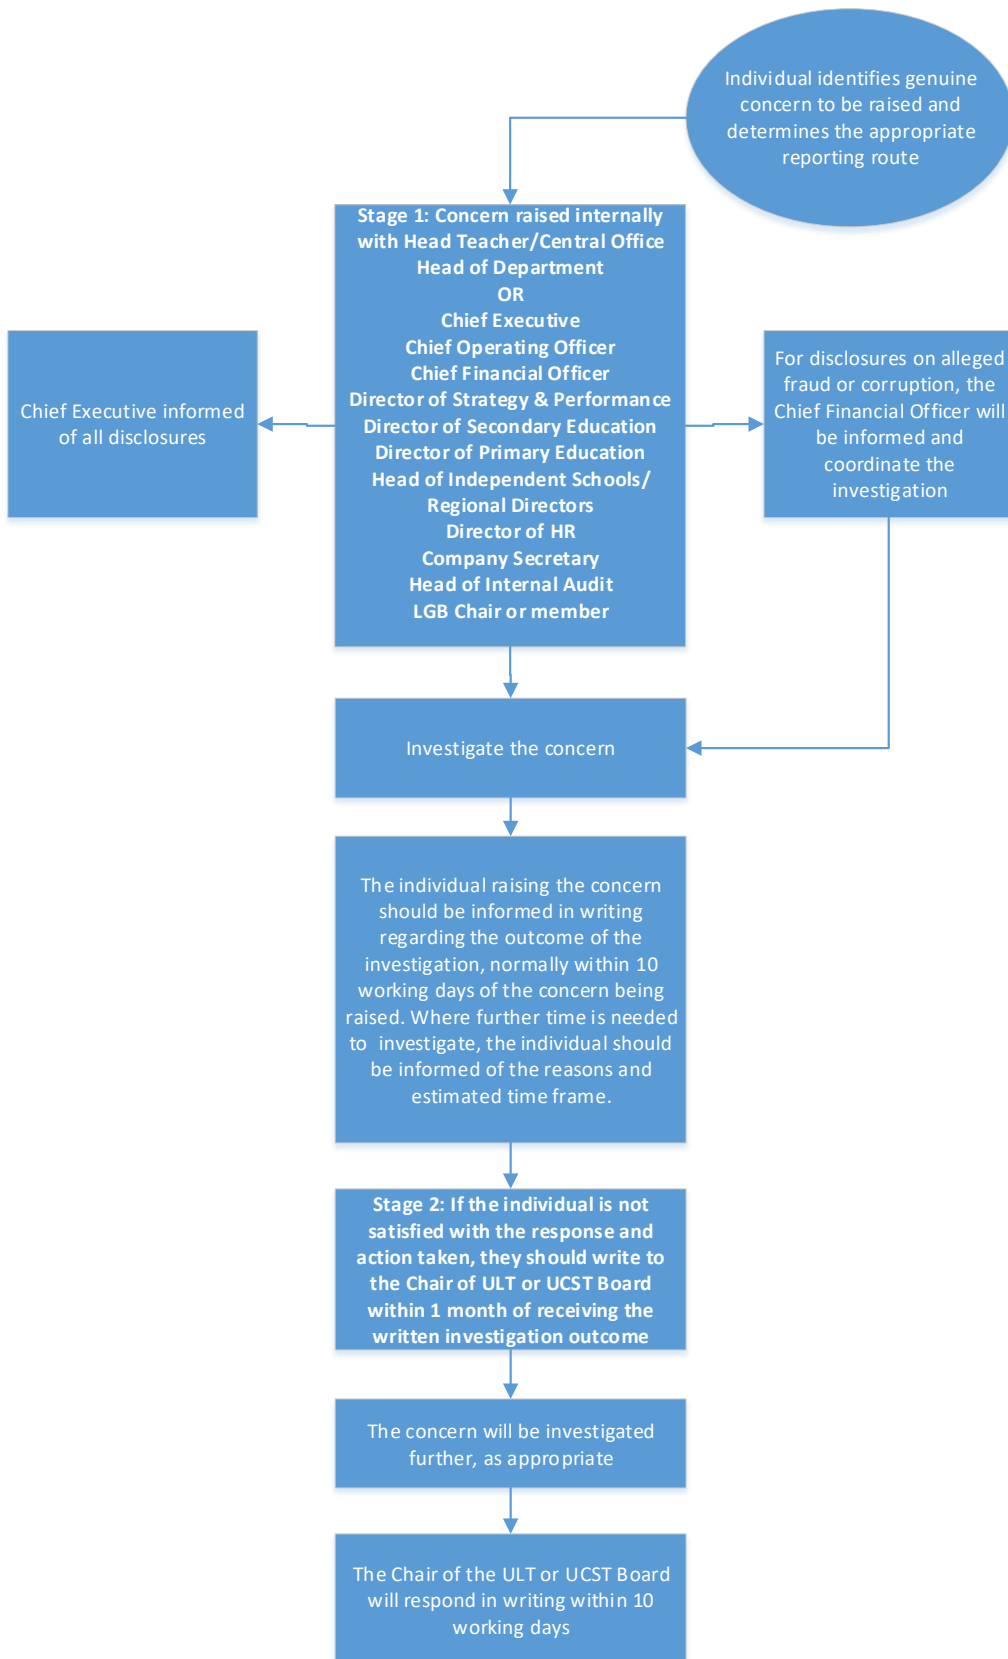 Individual identifies genuine
concern to be raised and
determines the appropriate
reporting route
Stage 1: Concern raised internally
with Head Teacher/Central Office
Head of Department
OR
Chief Executive
Chief Operating Officer
Chief Financial Officer
Director of Strategy & Performance
Director of Secondary Education
Director of Primary Education
Head of Independent Schools/
Regional Directors
Director of HR
Company Secretary
Head of Internal Audit
LGB Chair or member
Chief Executive informed
of all disclosures
For disclosures on alleged
fraud or corruption, the
Chief Financial Officer will
be informed and
coordinate the
investigation
Investigate the concern
The individual raising the concern
should be informed in writing
regarding the outcome of the
investigation, normally within 10
working days of the concern being
raised. Where further time is needed
to investigate, the individual should
be informed of the reasons and
estimated time frame.
Stage 2: If the individual is not
satisfied with the response and
action taken, they should write to
the Chair of ULT or UCST Board
within 1 month of receiving the
written investigation outcome
The concern will be investigated
further, as appropriate
The Chair of the ULT or UCST Board
will respond in writing within 10
working days